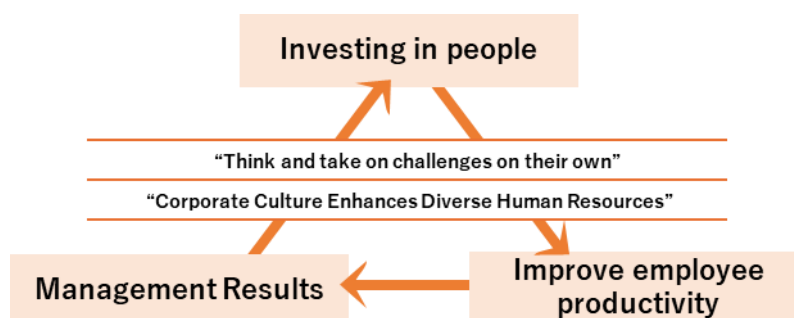 Investing in people
“Think and take on challenges on their own”
“Corporate Culture Enhances Diverse Human Resources”
Management Results
Improve employee
productivity